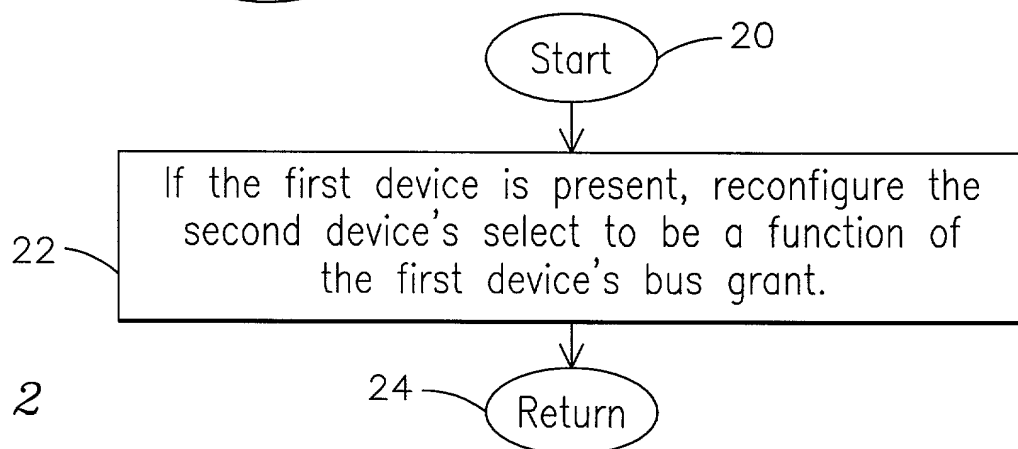 Start
20
If the first device is present, reconfigure the
second device's select to be a function of
the first device's bus grant.
22
2
24
Return